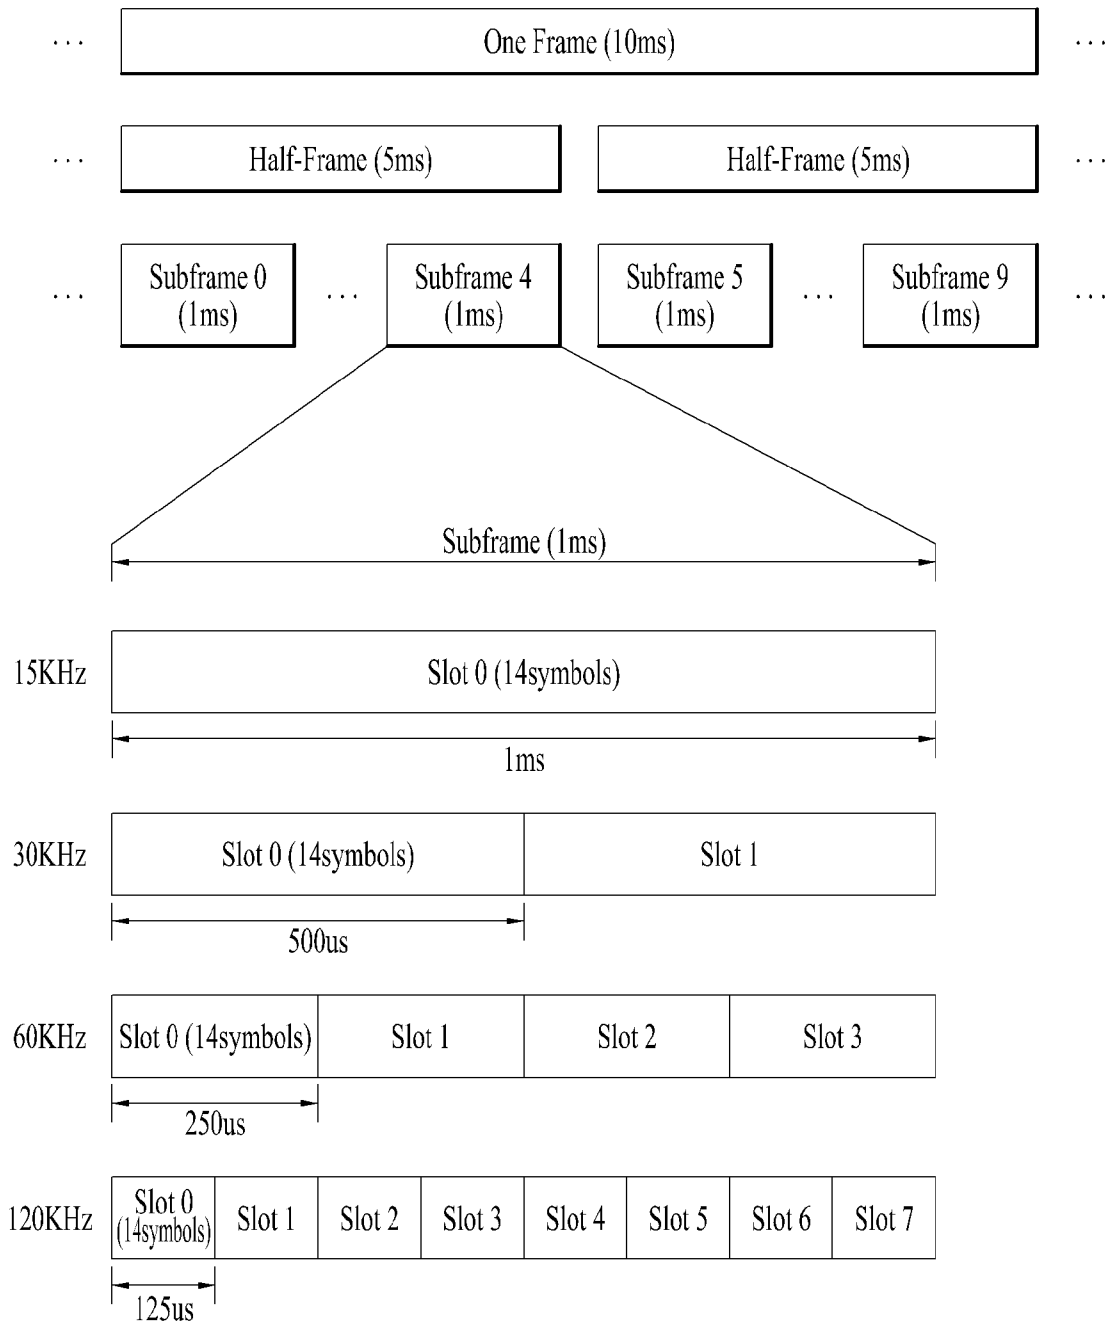 ... One Frame (10ms) ...
... Half-Frame (5ms) Half-Frame (5ms) ...
Subframe 0 Subframe 4 Subframe 5 Subframe 9
... (1ms) ... (1ms) (1ms) ... (1ms) ...
Subframe (1ms)
15KHz Slot 0 (14symbols)
1ms
30KHz Slot 0 (14symbols) Slot 1
500us
60KHz Slot 0 (14symbols) Slot 1 Slot 2 Slot 3
250us
120KHz Slot 0 (14symbols) Slot 1 Slot 2 Slot 3 Slot 4 Slot 5 Slot 6 Slot 7
125us